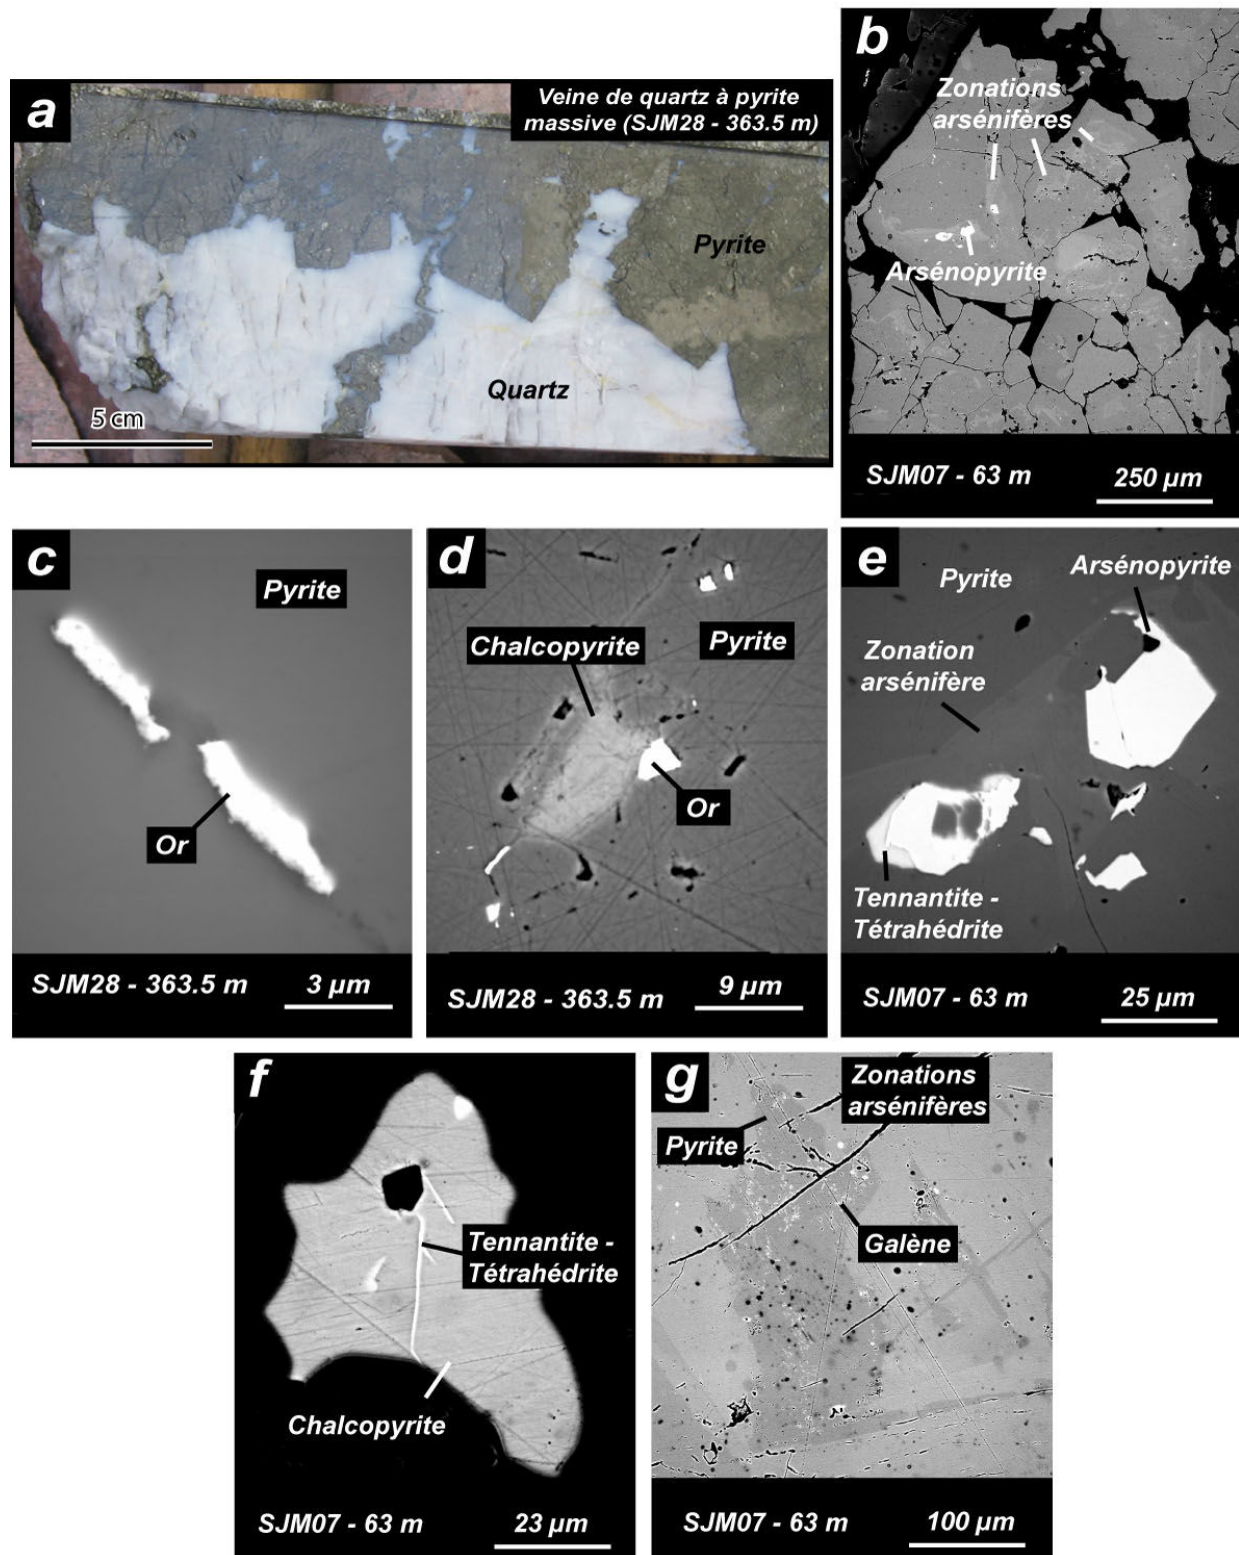 a
Veine de quartz à pyrite
massive (SJM28 - 363.5 m)
Pyrite
Quartz
5 cm
b
Zonations
arsénifères
Arsénopyrite
SJM07 - 63 m
250 µm
c
Pyrite
Or
SJM28 - 363.5 m
3 µm
d
Chalcopyrite
Pyrite
Or
SJM28 - 363.5 m
9 µm
e
Pyrite
Arsénopyrite
Zonation
arsénifère
Tennantite -
Tétrahédrite
SJM07 - 63 m
25 µm
f
Tennantite -
Tétrahédrite
Chalcopyrite
SJM07 - 63 m
23 µm
g
Zonations
arsénifères
Pyrite
Galène
SJM07 - 63 m
100 µm